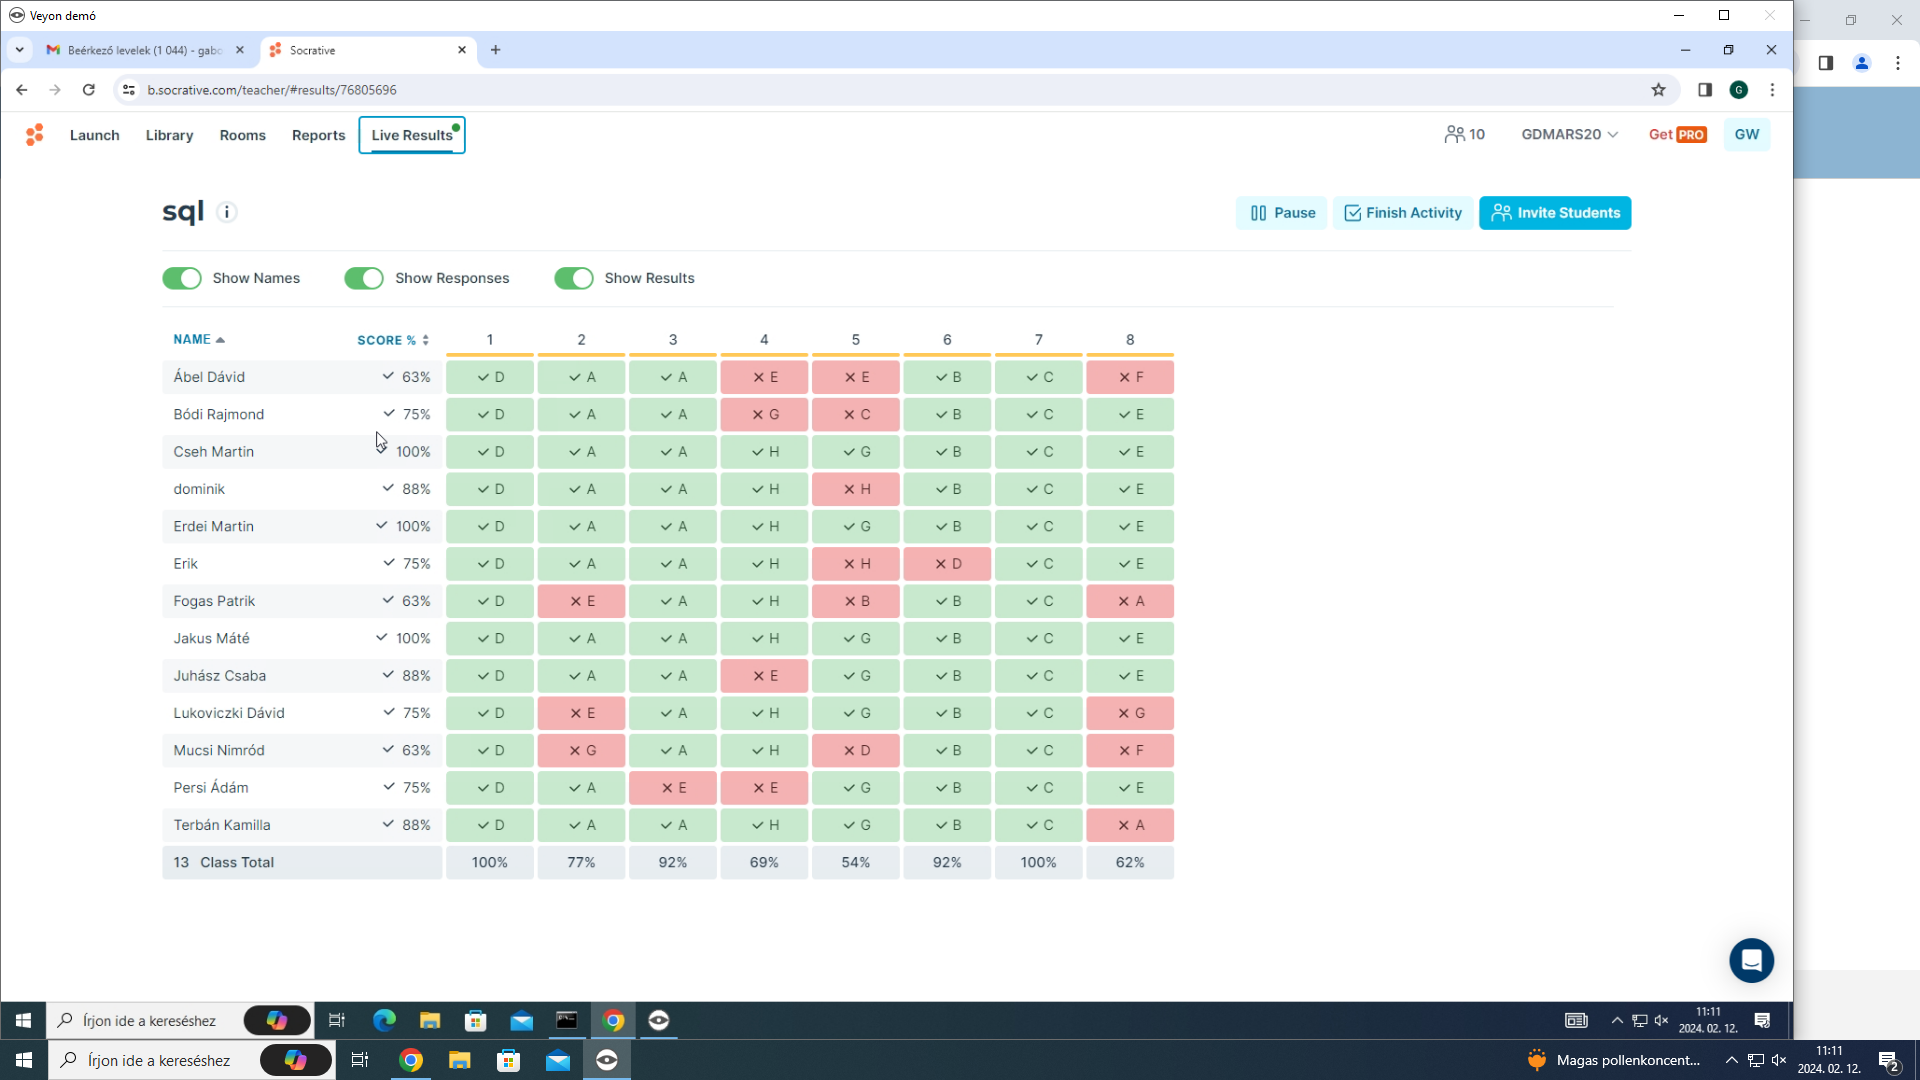 Veyon demó
Beérkező levelek (1 044) - gabo
Socrative
b.socrative.com/teacher/#results/76805696
G
Launch Library Rooms Reports Live Results
10 GDMARS20 Get PRO GW
sql
Pause Finish Activity Invite Students
Show Names Show Responses Show Results
NAME SCORE % 1 2 3 4 5 6 7 8
Ábel Dávid 63% D A A E E B C F
Bódi Rajmond 75% D A A G C B C E
Cseh Martin 100% D A A H G B C E
dominik 88% D A A H H B C E
Erdei Martin 100% D A A H G B C E
Erik 75% D A A H H D C E
Fogas Patrik 63% D E A H B B C A
Jakus Máté 100% D A A H G B C E
Juhász Csaba 88% D A A E G B C E
Lukoviczki Dávid 75% D E A H G B C G
Mucsi Nimród 63% D G A H D B C F
Persi Ádám 75% D A E E G B C E
Terbán Kamilla 88% D A A H G B C A
13 Class Total 100% 77% 92% 69% 54% 92% 100% 62%
Írjon ide a kereséshez
11:11
2024. 02. 12.
Írjon ide a kereséshez
Magas pollenkoncent...
11:11
2024. 02. 12.
2